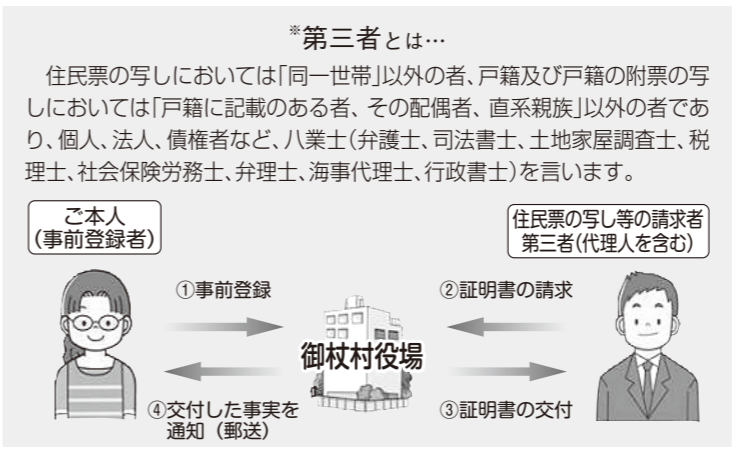 ※第三者とは…
住民票の写しにおいては「同一世帯」以外の者、戸籍及び戸籍の附票の写
しにおいては「戸籍に記載のある者、その配偶者、直系親族」以外の者であ
り、個人、法人、債権者など、八業士(弁護士、司法書士、土地家屋調査士、税
理士、社会保険労務士、弁理士、海事代理士、行政書士)を言います。
ご本人
(事前登録者)
住民票の写し等の請求者
第三者(代理人を含む)
①事前登録
②証明書の請求
御杖村役場
④交付した事実を
通知（郵送）
③証明書の交付